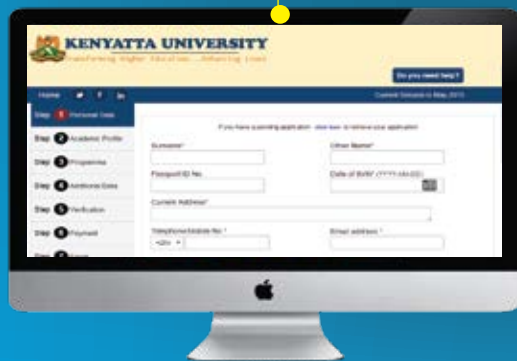 KENYATTA UNIVERSITY
Transforming Higher Education...Enhancing Lives
Do you need help?
Home
Current Session is May 2015
Step 1 Personal Data
Step 2 Academic Profile
Step 3 Programme
Step 4 Additional Data
Step 5 Verification
Step 6 Payment
Step 7
If you have a pending application click here to retrieve your application
Surname*
Other Name*
Passport/ID No.
Date of Birth* (YYYY-MM-DD)
Current Address*
Telephone/Mobile No.*
Email address *